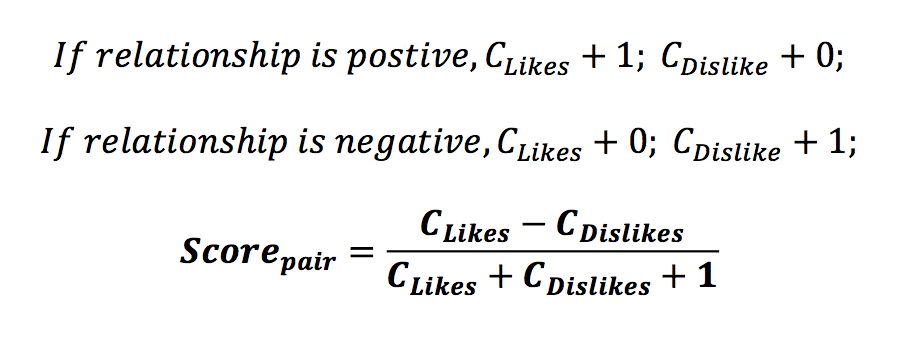 If relationship is postive, C_Likes + 1; C_Dislike + 0;
If relationship is negative, C_Likes + 0; C_Dislike + 1;
Score_pair = (C_Likes − C_Dislikes) / (C_Likes + C_Dislikes + 1)